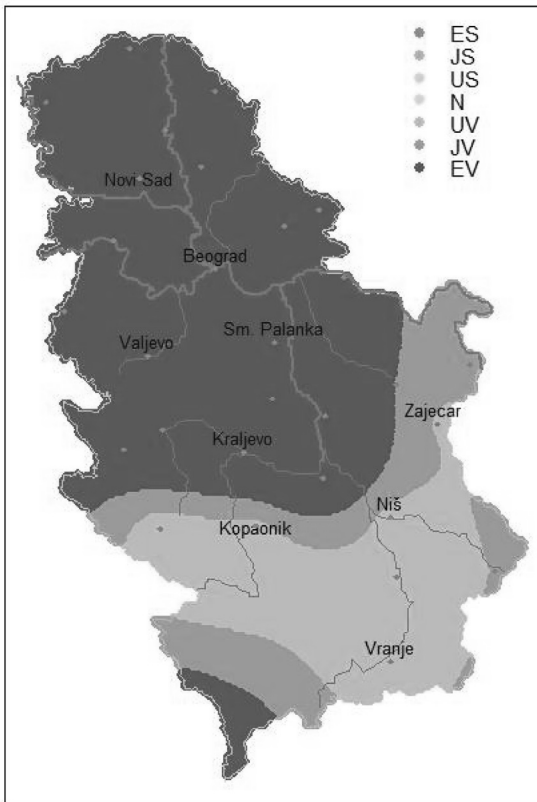 ES
JS
US
N
UV
JV
EV
Novi Sad
Beograd
Valjevo
Sm. Palanka
Zajecar
Kraljevo
Niš
Kopaonik
Vranje